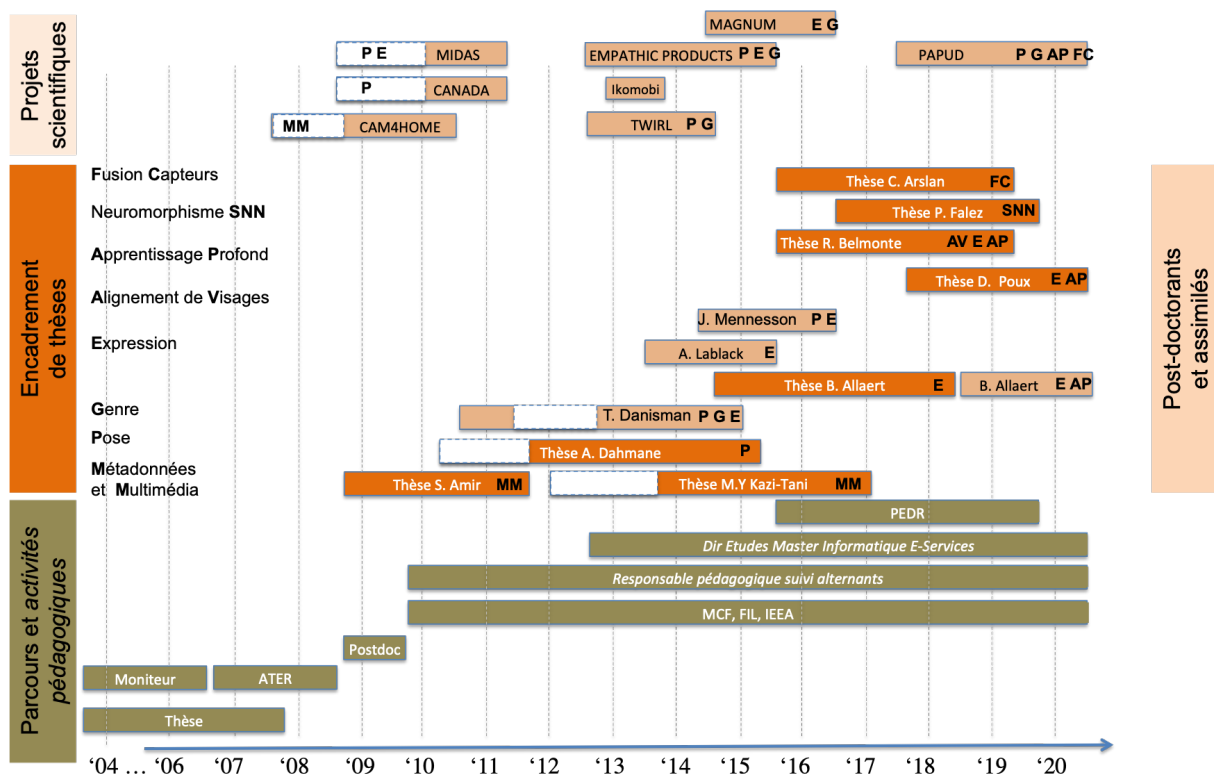 Projets
scientifiques
MAGNUM E G
P E MIDAS
EMPATHIC PRODUCTS P E G
PAPUD P G AP FC
P CANADA
Ikomobi
MM CAM4HOME
TWIRL P G
Encadrement
de thèses
Post-doctorants
et assimilés
Fusion Capteurs
Thèse C. Arslan FC
Neuromorphisme SNN
Thèse P. Falez SNN
Apprentissage Profond
Thèse R. Belmonte AV E AP
Thèse D. Poux E AP
Alignement de Visages
J. Mennesson P E
Expression
A. Lablack E
Thèse B. Allaert E
B. Allaert E AP
Genre
T. Danisman P G E
Pose
Thèse A. Dahmane P
Métadonnées
et Multimédia
Thèse S. Amir MM
Thèse M.Y Kazi-Tani MM
Parcours et activités
pédagogiques
PEDR
Dir Etudes Master Informatique E-Services
Responsable pédagogique suivi alternants
MCF, FIL, IEEA
Postdoc
Moniteur
ATER
Thèse
‘04 … ‘06 ‘07 ‘08 ‘09 ‘10 ‘11 ‘12 ‘13 ‘14 ‘15 ‘16 ‘17 ‘18 ‘19 ‘20